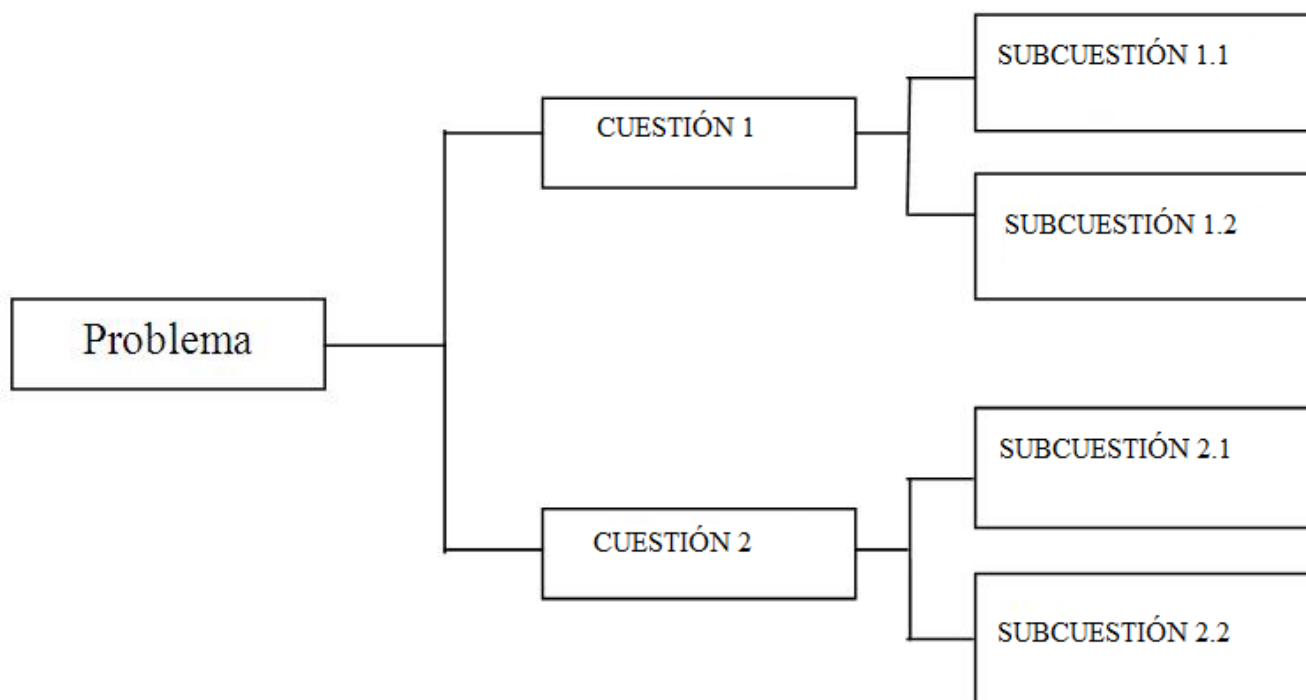 SUBCUESTIÓN 1.1
CUESTIÓN 1
SUBCUESTIÓN 1.2
Problema
SUBCUESTIÓN 2.1
CUESTIÓN 2
SUBCUESTIÓN 2.2